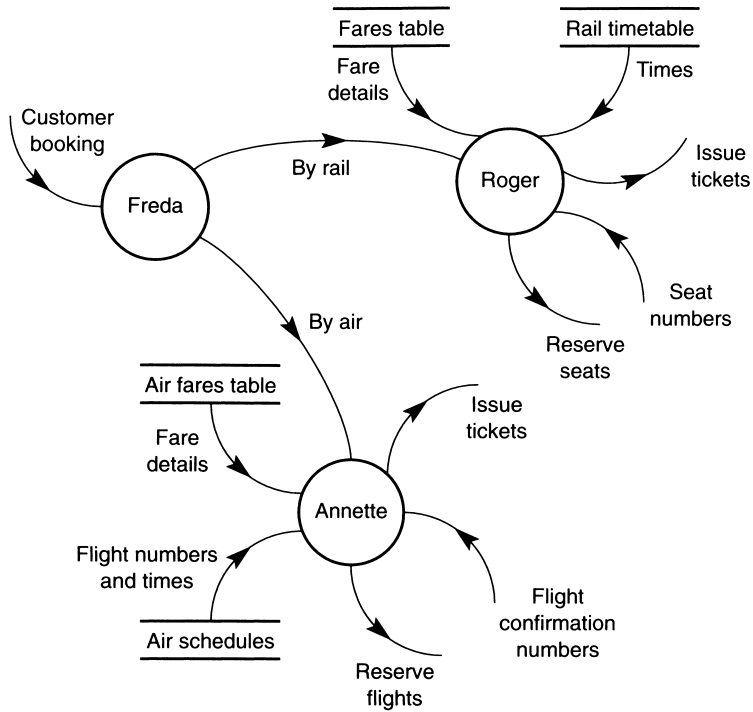 Fares table
Rail timetable
Fare
details
Times
Customer
booking
By rail
Roger
Issue
tickets
Freda
Seat
numbers
By air
Reserve
seats
Air fares table
Issue
tickets
Fare
details
Annette
Flight numbers
and times
Flight
confirmation
numbers
Air schedules
Reserve
flights